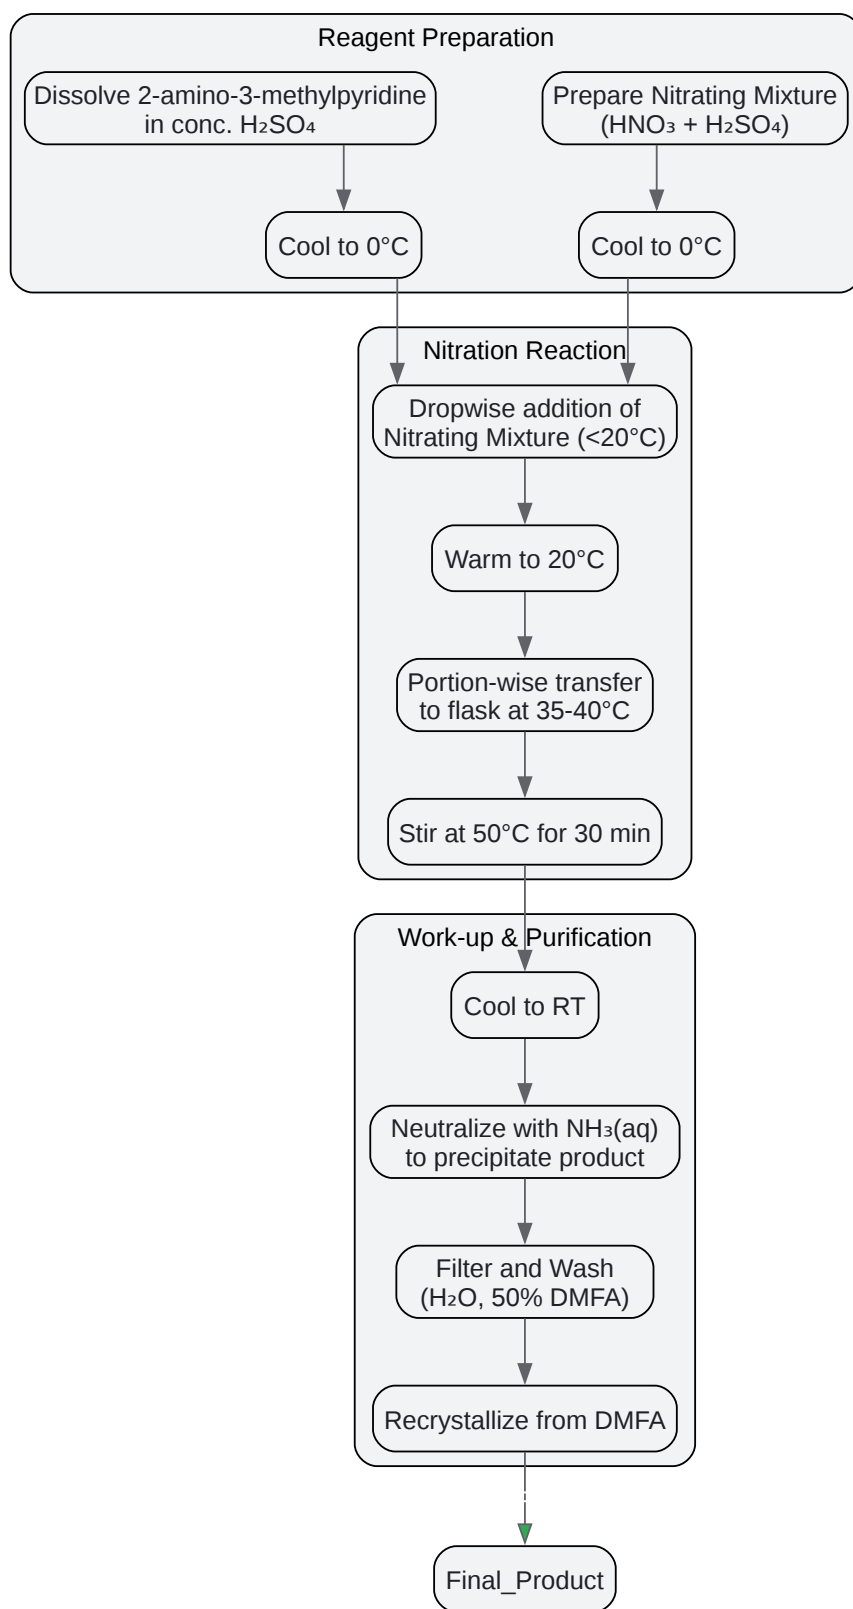 Reagent Preparation
Dissolve 2-amino-3-methylpyridine
in conc. H₂SO₄
Prepare Nitrating Mixture
(HNO₃ + H₂SO₄)
Cool to 0°C
Cool to 0°C
Nitration Reaction
Dropwise addition of
Nitrating Mixture (<20°C)
Warm to 20°C
Portion-wise transfer
to flask at 35-40°C
Stir at 50°C for 30 min
Work-up & Purification
Cool to RT
Neutralize with NH₃(aq)
to precipitate product
Filter and Wash
(H₂O, 50% DMFA)
Recrystallize from DMFA
Final_Product